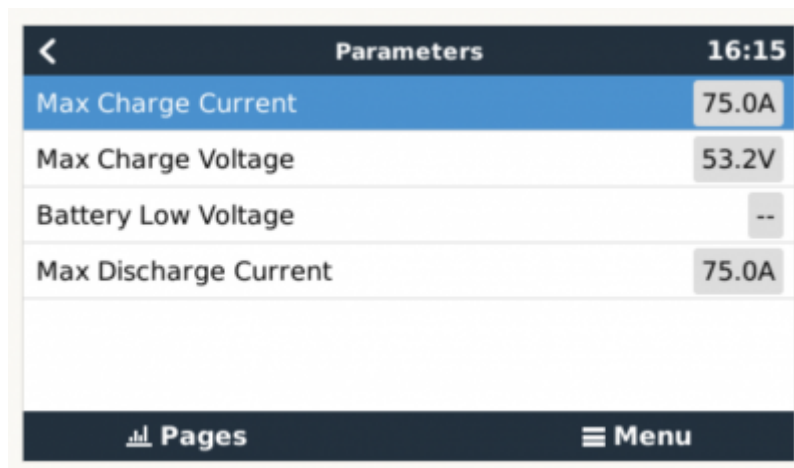 Parameters 16:15
Max Charge Current 75.0A
Max Charge Voltage 53.2V
Battery Low Voltage --
Max Discharge Current 75.0A
Pages Menu